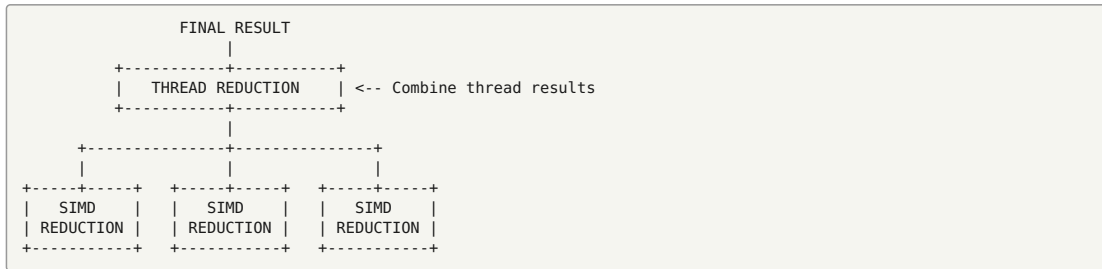 FINAL RESULT
                           |
            +-----------+-----------+
            |   THREAD REDUCTION    | <-- Combine thread results
            +-----------+-----------+
                           |
       +---------------+---------------+
       |               |               |
+-----+-----+   +-----+-----+   +-----+-----+
|   SIMD    |   |   SIMD    |   |   SIMD    |
| REDUCTION |   | REDUCTION |   | REDUCTION |
+-----------+   +-----------+   +-----------+